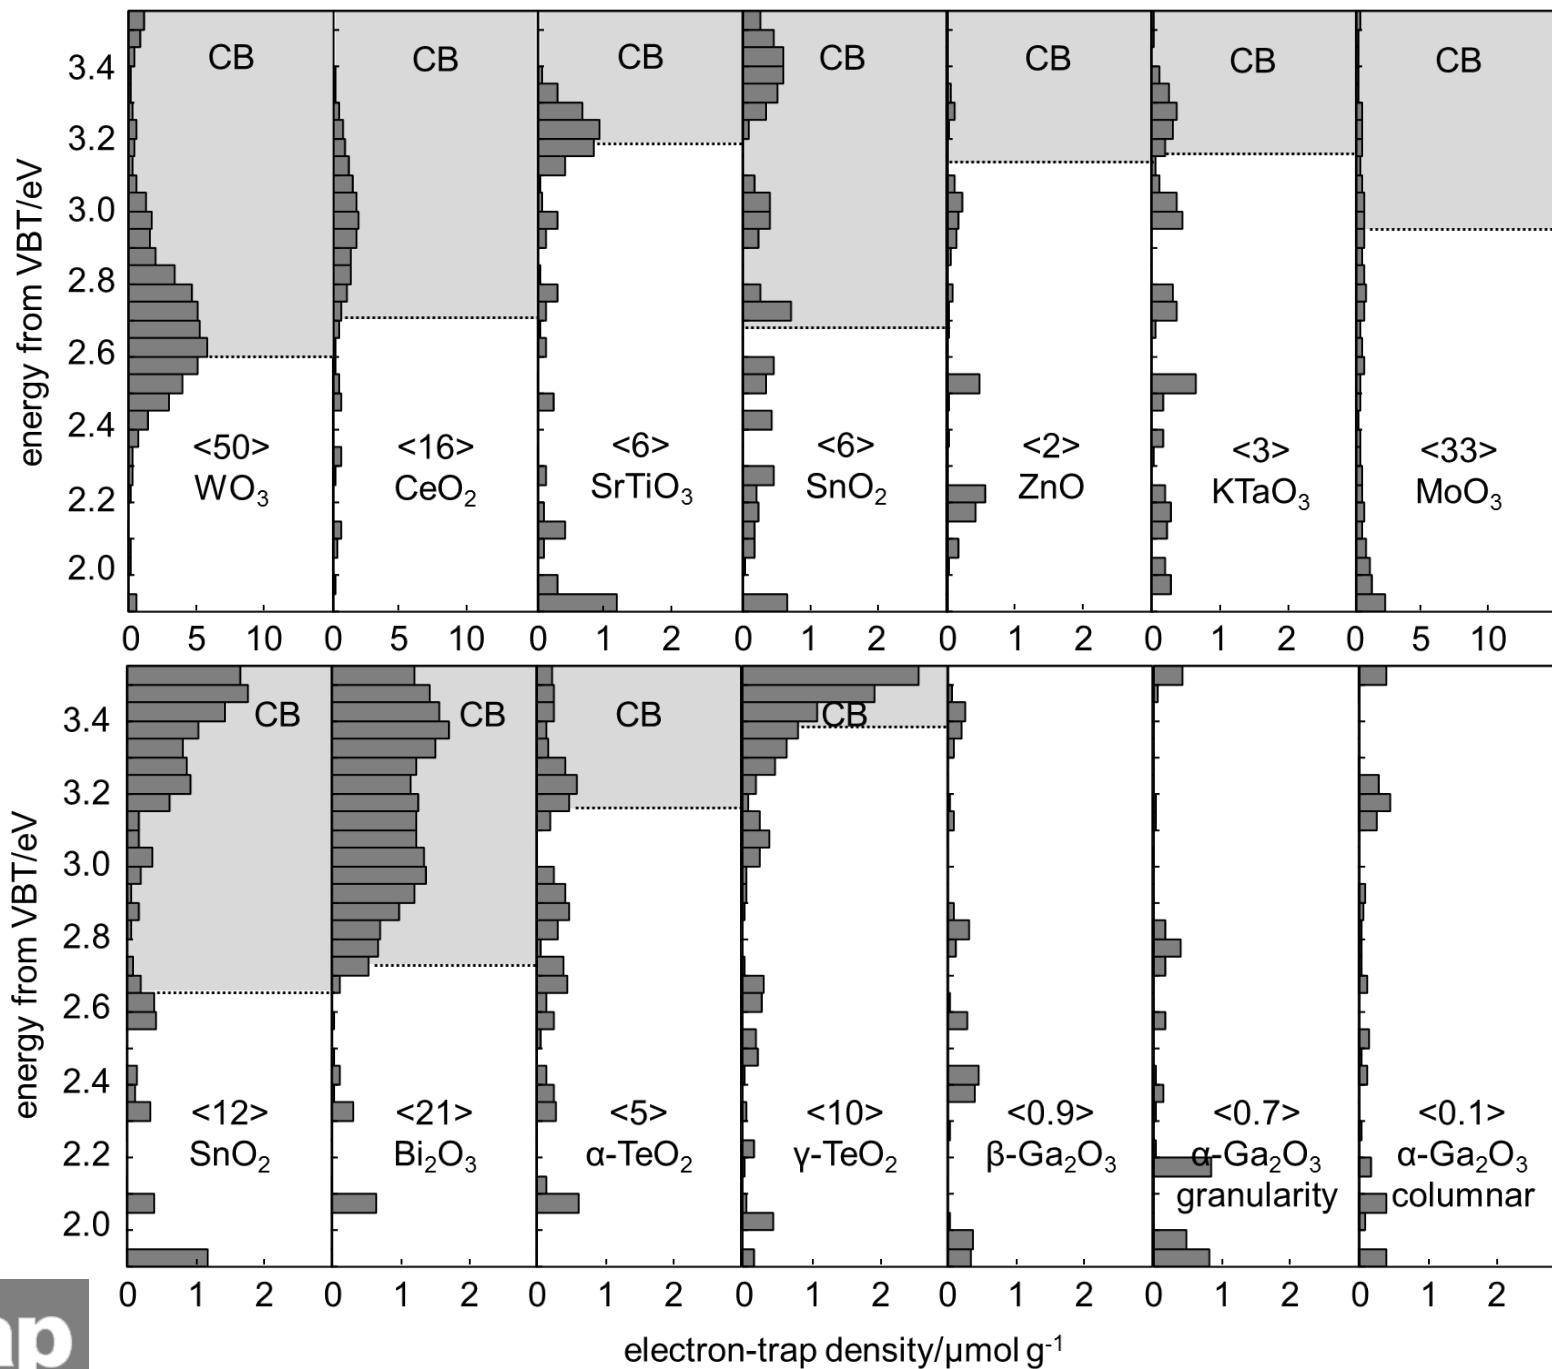 energy from VBT/eV
3.4
3.2
3.0
2.8
2.6
2.4
2.2
2.0
CB
CB
CB
CB
CB
CB
CB
<50>
WO₃
<16>
CeO₂
<6>
SrTiO₃
<6>
SnO₂
<2>
ZnO
<3>
KTaO₃
<33>
MoO₃
0 5 10
0 5 10
0 1 2
0 1 2
0 1 2
0 1 2
0 5 10
energy from VBT/eV
3.4
3.2
3.0
2.8
2.6
2.4
2.2
2.0
CB
CB
CB
CB
<12>
SnO₂
<21>
Bi₂O₃
<5>
α-TeO₂
<10>
γ-TeO₂
<0.9>
β-Ga₂O₃
<0.7>
α-Ga₂O₃
granularity
<0.1>
α-Ga₂O₃
columnar
0 1 2
0 1 2
0 1 2
0 1 2
0 1 2
0 1 2
0 1 2
electron-trap density/μmol g⁻¹